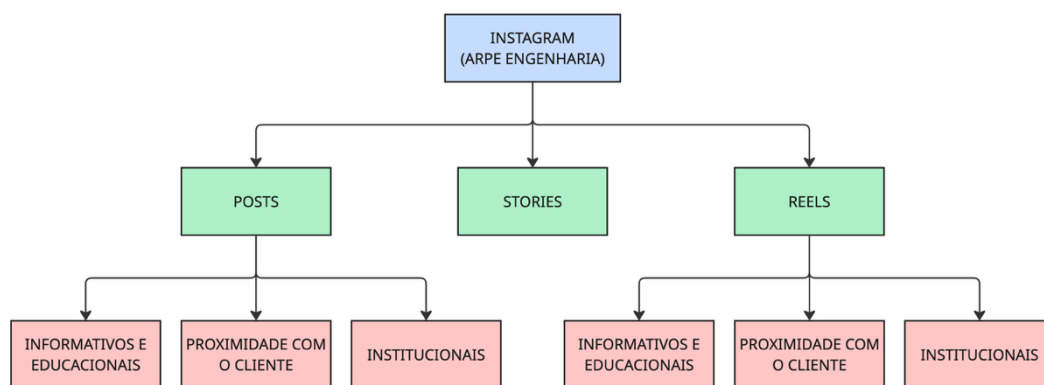 INSTAGRAM
(ARPE ENGENHARIA)
POSTS
STORIES
REELS
INFORMATIVOS E
EDUCACIONAIS
PROXIMIDADE COM
O CLIENTE
INSTITUCIONAIS
INFORMATIVOS E
EDUCACIONAIS
PROXIMIDADE COM
O CLIENTE
INSTITUCIONAIS